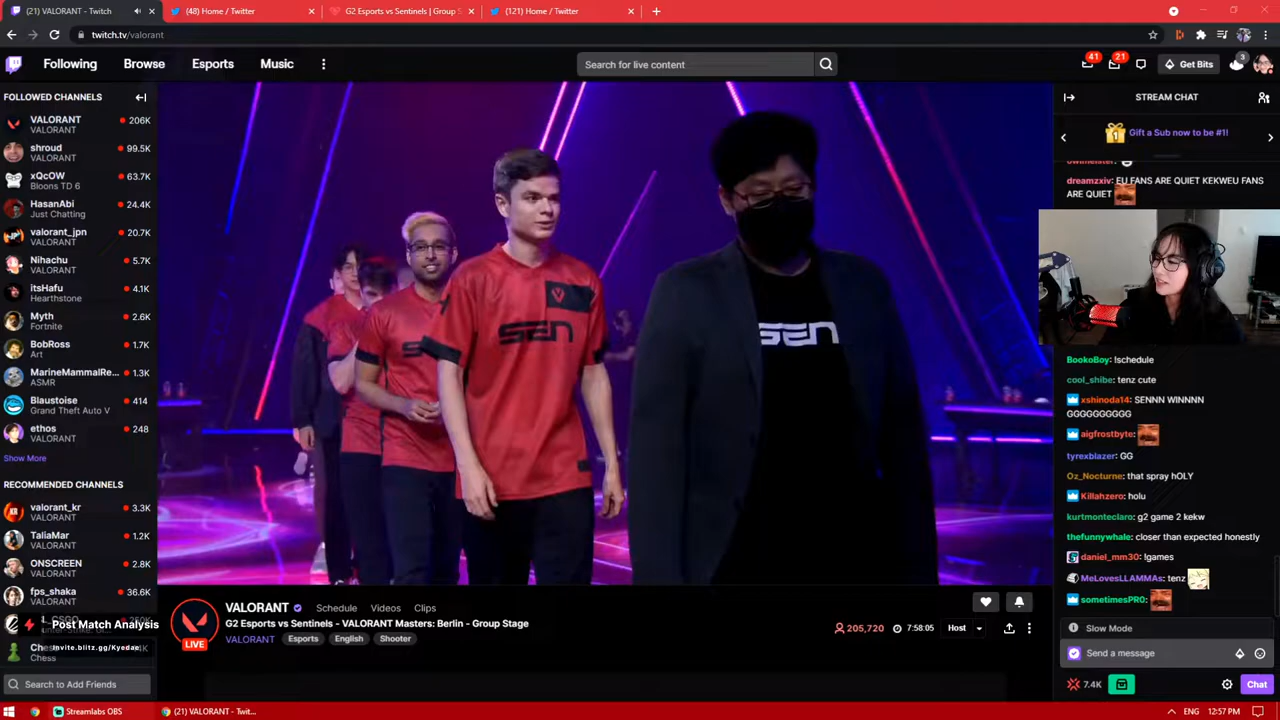 (21) VALORANT - Twitch
(48) Home / Twitter
G2 Esports vs Sentinels | Group S
(121) Home / Twitter
twitch.tv/valorant
Following
Browse
Esports
Music
Search for live content
41
21
Get Bits
3
FOLLOWED CHANNELS
VALORANT
206K
VALORANT
shroud
99.5K
VALORANT
xQcOW
63.7K
Bloons TD 6
HasanAbi
24.4K
Just Chatting
valorant_jpn
20.7K
VALORANT
Nihachu
5.7K
VALORANT
itsHafu
4.1K
Hearthstone
Myth
2.6K
Fortnite
BobRoss
1.7K
Art
MarineMammalRe...
1.3K
ASMR
Blaustoise
414
Grand Theft Auto V
ethos
248
VALORANT
Show More
RECOMMENDED CHANNELS
valorant_kr
3.3K
VALORANT
TaliaMar
1.2K
VALORANT
ONSCREEN
2.8K
VALORANT
fps_shaka
36.6K
VALORANT
Post Match Analysis
Invite.blitz.gg/Kyedae
Chess
Search to Add Friends
SEN
SEN
VALORANT
Schedule
Videos
Clips
G2 Esports vs Sentinels - VALORANT Masters: Berlin - Group Stage
VALORANT
Esports
English
Shooter
LIVE
205,720
7:58:05
Host
STREAM CHAT
1
Gift a Sub now to be #1!
dreamzxiv: EU FANS ARE QUIET KEKWEU FANS
ARE QUIET
BookoBoy: !schedule
cool_shibe: tenz cute
xshinoda14: SENNN WINNNN
GGGGGGGGGG
aigfrostbyte:
tyrexblazer: GG
Oz_Nocturne: that spray hOLY
Killahzero: holu
kurtmonteclaro: g2 game 2 kekw
thefunnywhale: closer than expected honestly
daniel_mm30: !games
MeLovesLLAMMAs: tenz
sometimesPR0:
Slow Mode
Send a message
7.4K
Chat
Streamlabs OBS
(21) VALORANT - Twit...
ENG
12:57 PM